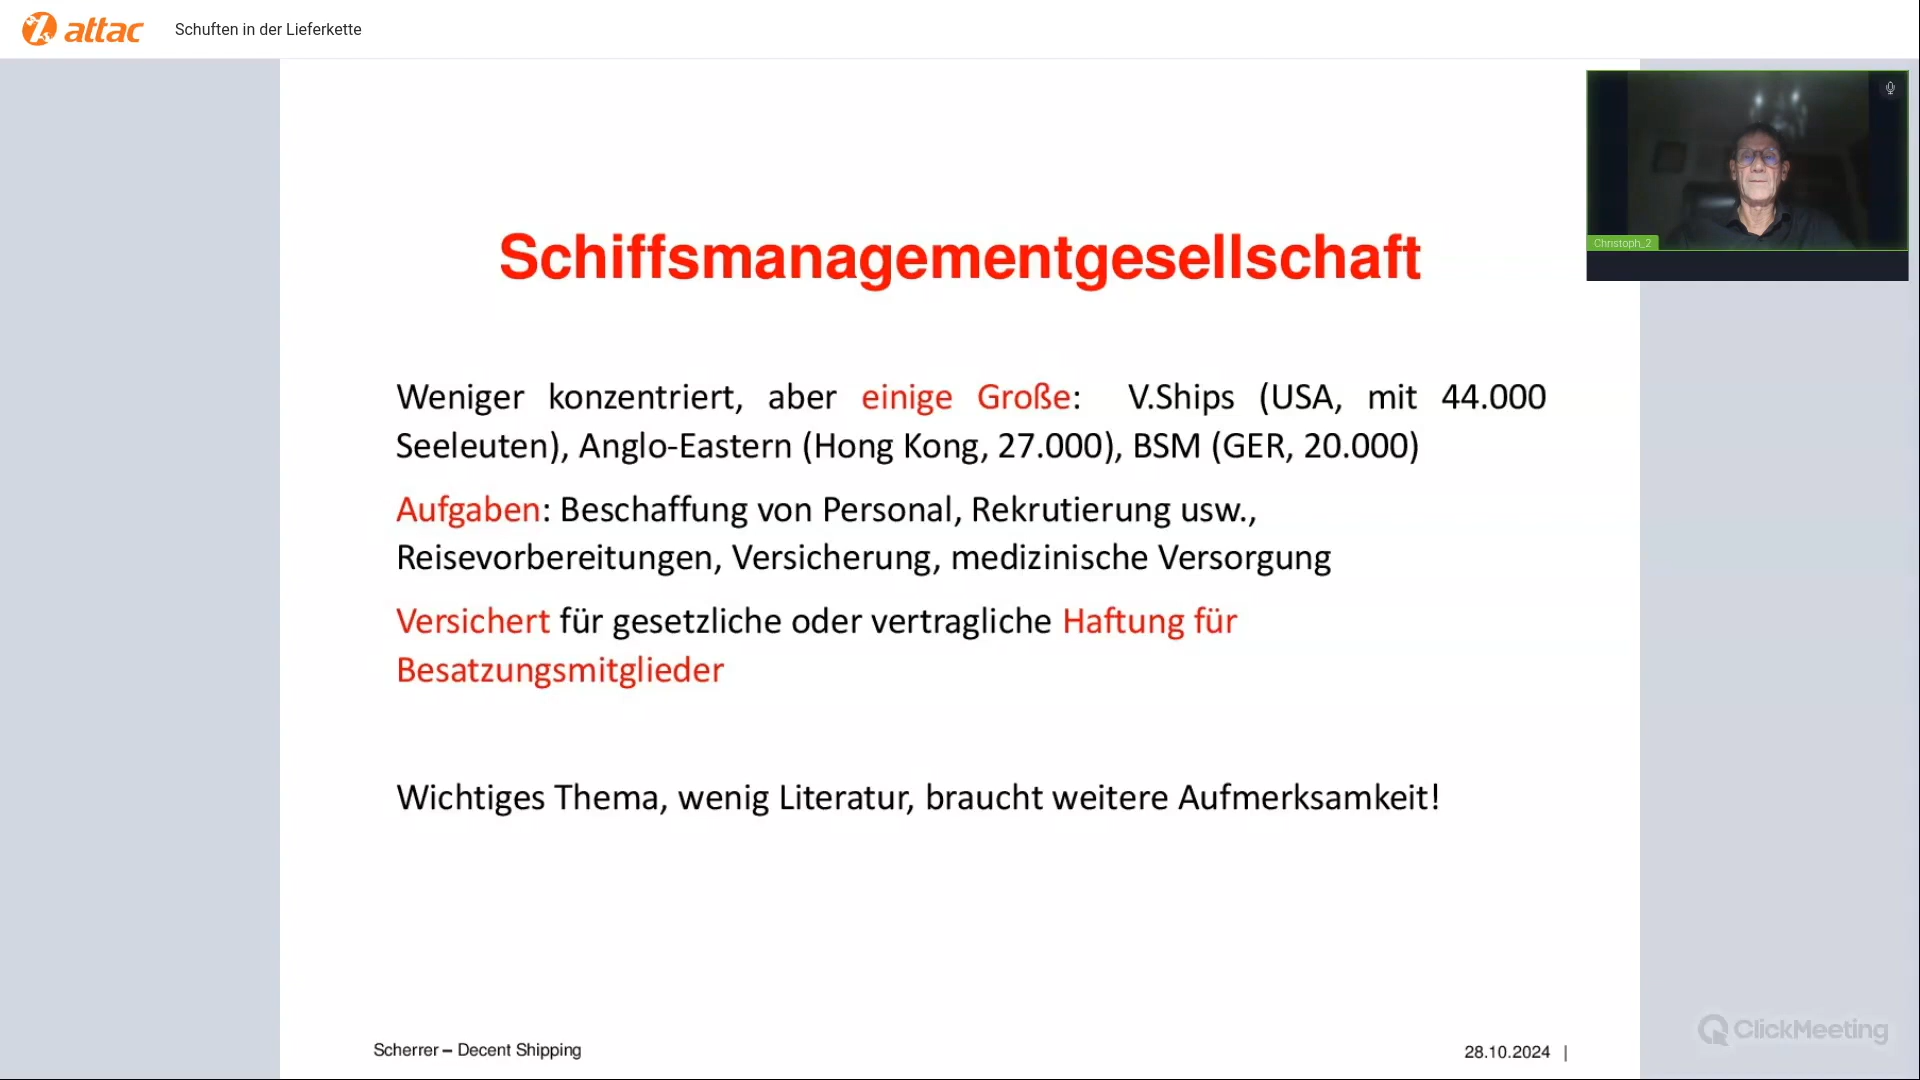 attac
Schuften in der Lieferkette
Christoph_2
Schiffsmanagementgesellschaft
Weniger konzentriert, aber einige Große: V.Ships (USA, mit 44.000
Seeleuten), Anglo-Eastern (Hong Kong, 27.000), BSM (GER, 20.000)
Aufgaben: Beschaffung von Personal, Rekrutierung usw.,
Reisevorbereitungen, Versicherung, medizinische Versorgung
Versichert für gesetzliche oder vertragliche Haftung für
Besatzungsmitglieder
Wichtiges Thema, wenig Literatur, braucht weitere Aufmerksamkeit!
Scherrer – Decent Shipping
28.10.2024 |
ClickMeeting